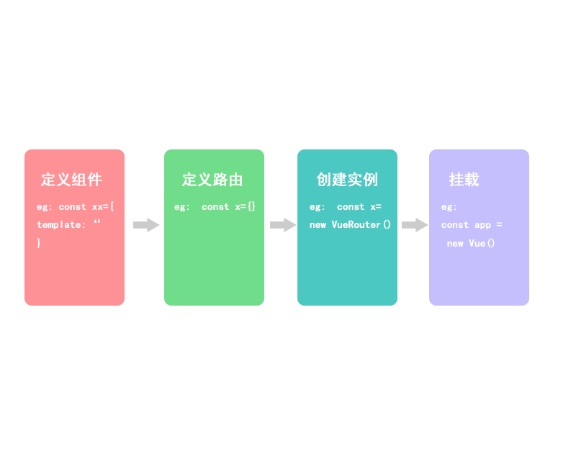 定义组件
eg: const xx={
template: ‘’
}
定义路由
eg: const x={}
创建实例
eg: const x=
new VueRouter()
挂载
eg:
const app =
new Vue()